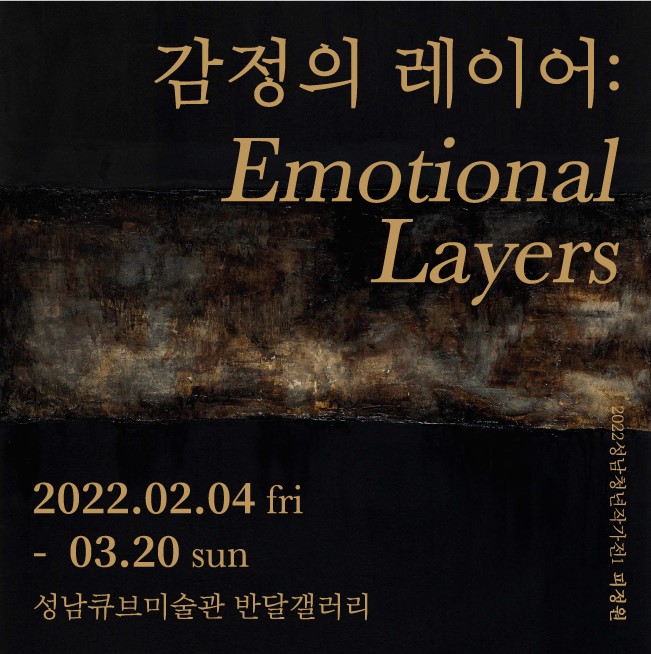 감정의 레이어:
Emotional
Layers
2022성남청년작가전1 피정원
2022.02.04 fri
- 03.20 sun
성남큐브미술관 반달갤러리